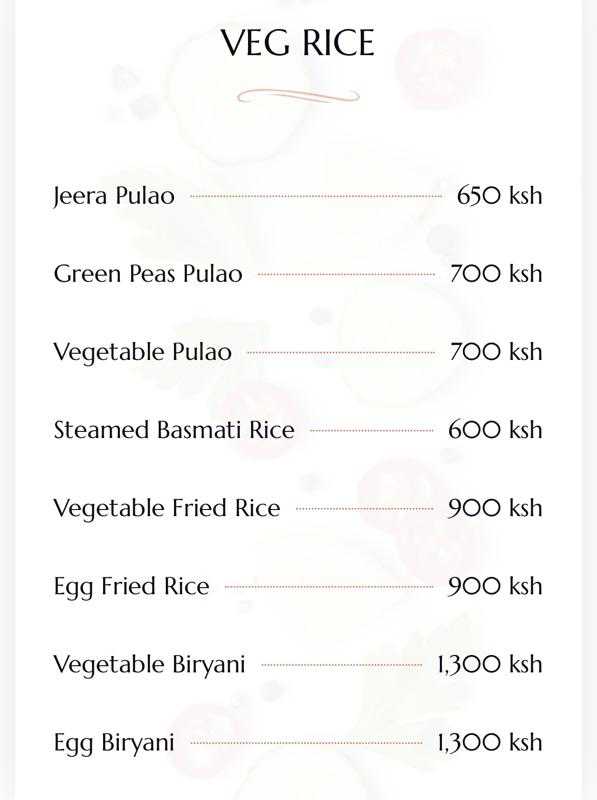 VEG RICE
Jeera Pulao 650 ksh
Green Peas Pulao 700 ksh
Vegetable Pulao 700 ksh
Steamed Basmati Rice 600 ksh
Vegetable Fried Rice 900 ksh
Egg Fried Rice 900 ksh
Vegetable Biryani 1,300 ksh
Egg Biryani 1,300 ksh